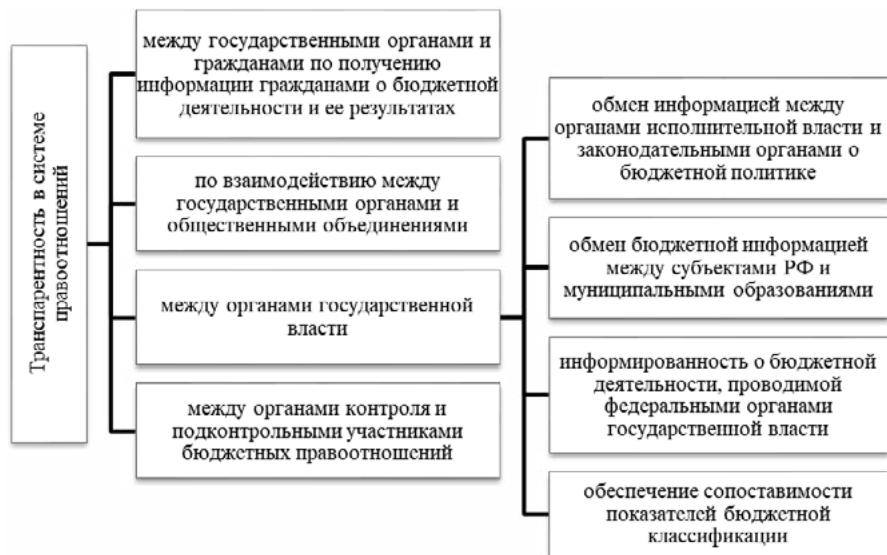 Транспарентность в системе
правоотношений
между государственными органами и
гражданами по получению
информации гражданами о бюджетной
деятельности и ее результатах
по взаимодействию между
государственными органами и
общественными объединениями
между органами государственной
власти
между органами контроля и
подконтрольными участниками
бюджетных правоотношений
обмен информацией между
органами исполнительной власти и
законодательными органами о
бюджетной политике
обмен бюджетной информацией
между субъектами РФ и
муниципальными образованиями
информированность о бюджетной
деятельности, проводимой
федеральными органами
государственной власти
обеспечение сопоставимости
показателей бюджетной
классификации